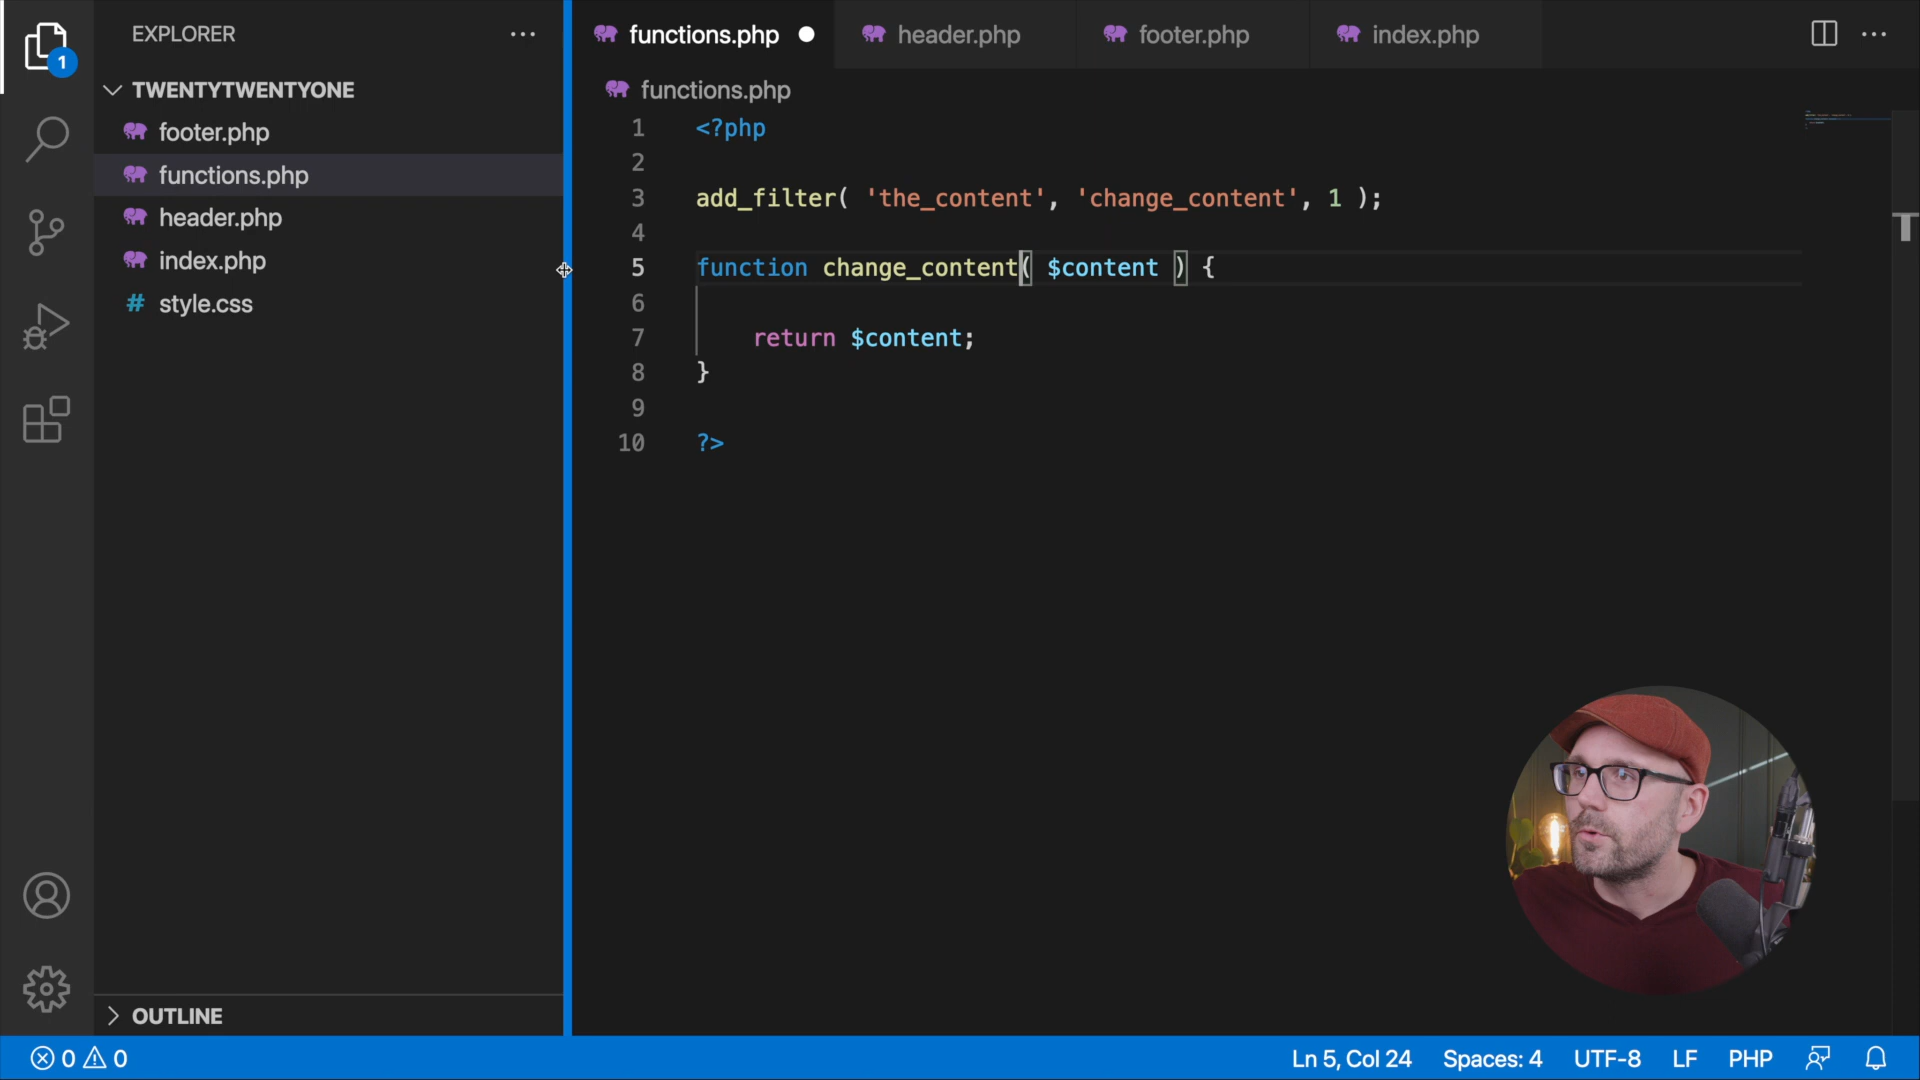 EXPLORER
functions.php
header.php
footer.php
index.php
1
TWENTYTWENTYONE
footer.php
functions.php
header.php
index.php
# style.css
functions.php
1 <?php
2
3 add_filter( 'the_content', 'change_content', 1 );
4
5 function change_content( $content ) {
6
7 return $content;
8 }
9
10 ?>
OUTLINE
0 0
Ln 5, Col 24
Spaces: 4
UTF-8
LF
PHP